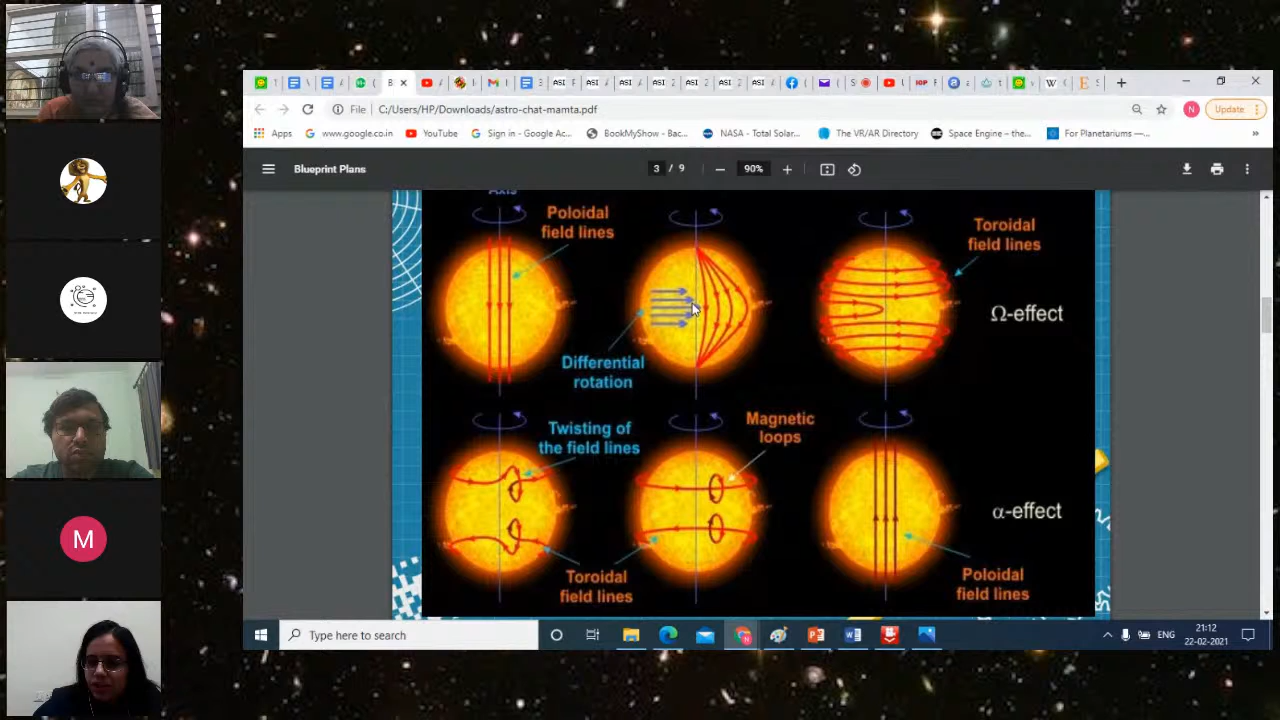 File C:/Users/HP/Downloads/astro-chat-mamta.pdf
Update
Apps www.google.co.in YouTube Sign in - Google Ac... BookMyShow - Bac... NASA - Total Solar... The VR/AR Directory Space Engine – the... For Planetariums —...
Blueprint Plans 3 / 9 90%
Axis
Poloidal
field lines
Differential
rotation
Toroidal
field lines
Ω-effect
Twisting of
the field lines
Magnetic
loops
Toroidal
field lines
α-effect
Poloidal
field lines
M
Type here to search
ENG
21:12
22-02-2021